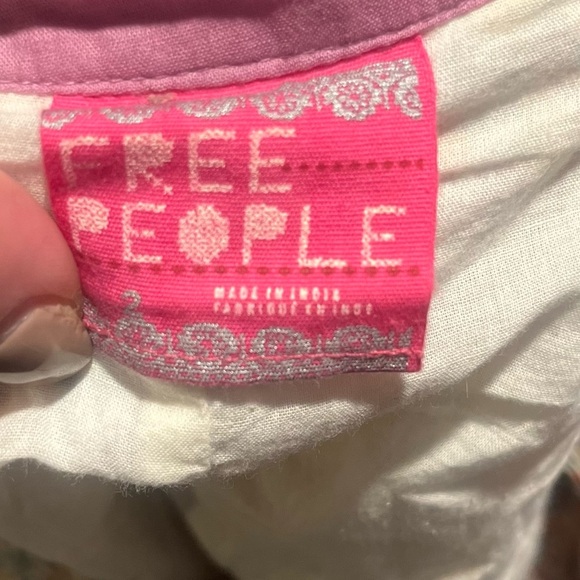 FREE
PEOPLE
MADE IN INDIA
FABRIQUE EN INDE